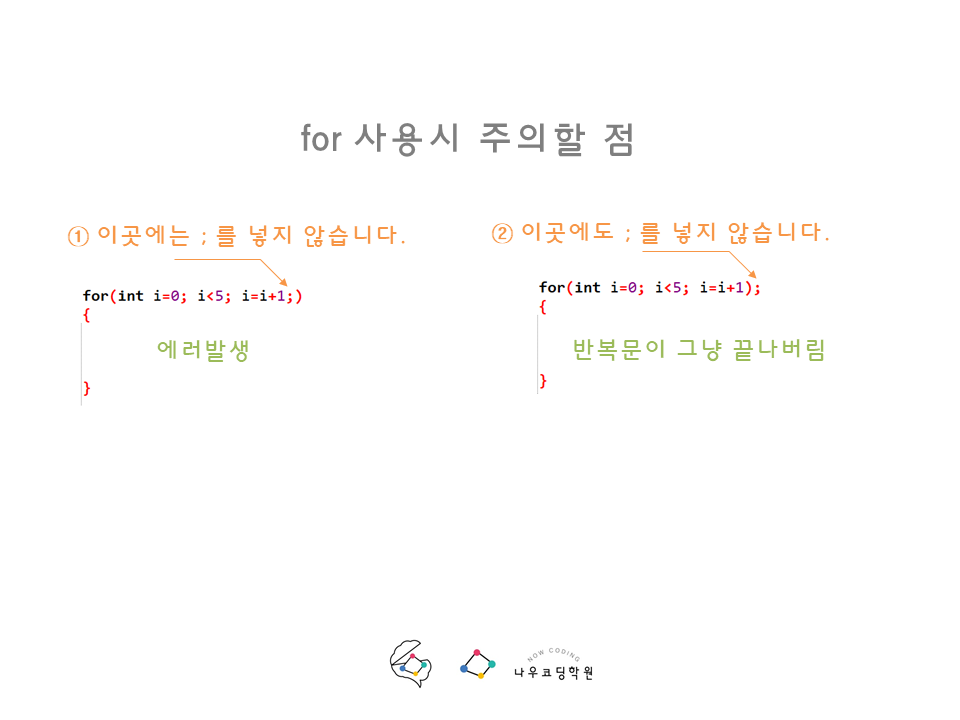 for 사용시 주의할 점
① 이곳에는 ; 를 넣지 않습니다.
for(int i=0; i<5; i=i+1;)
{
에러발생
}
② 이곳에도 ; 를 넣지 않습니다.
for(int i=0; i<5; i=i+1);
{
반복문이 그냥 끝나버림
}
NOW CODING
나우코딩학원